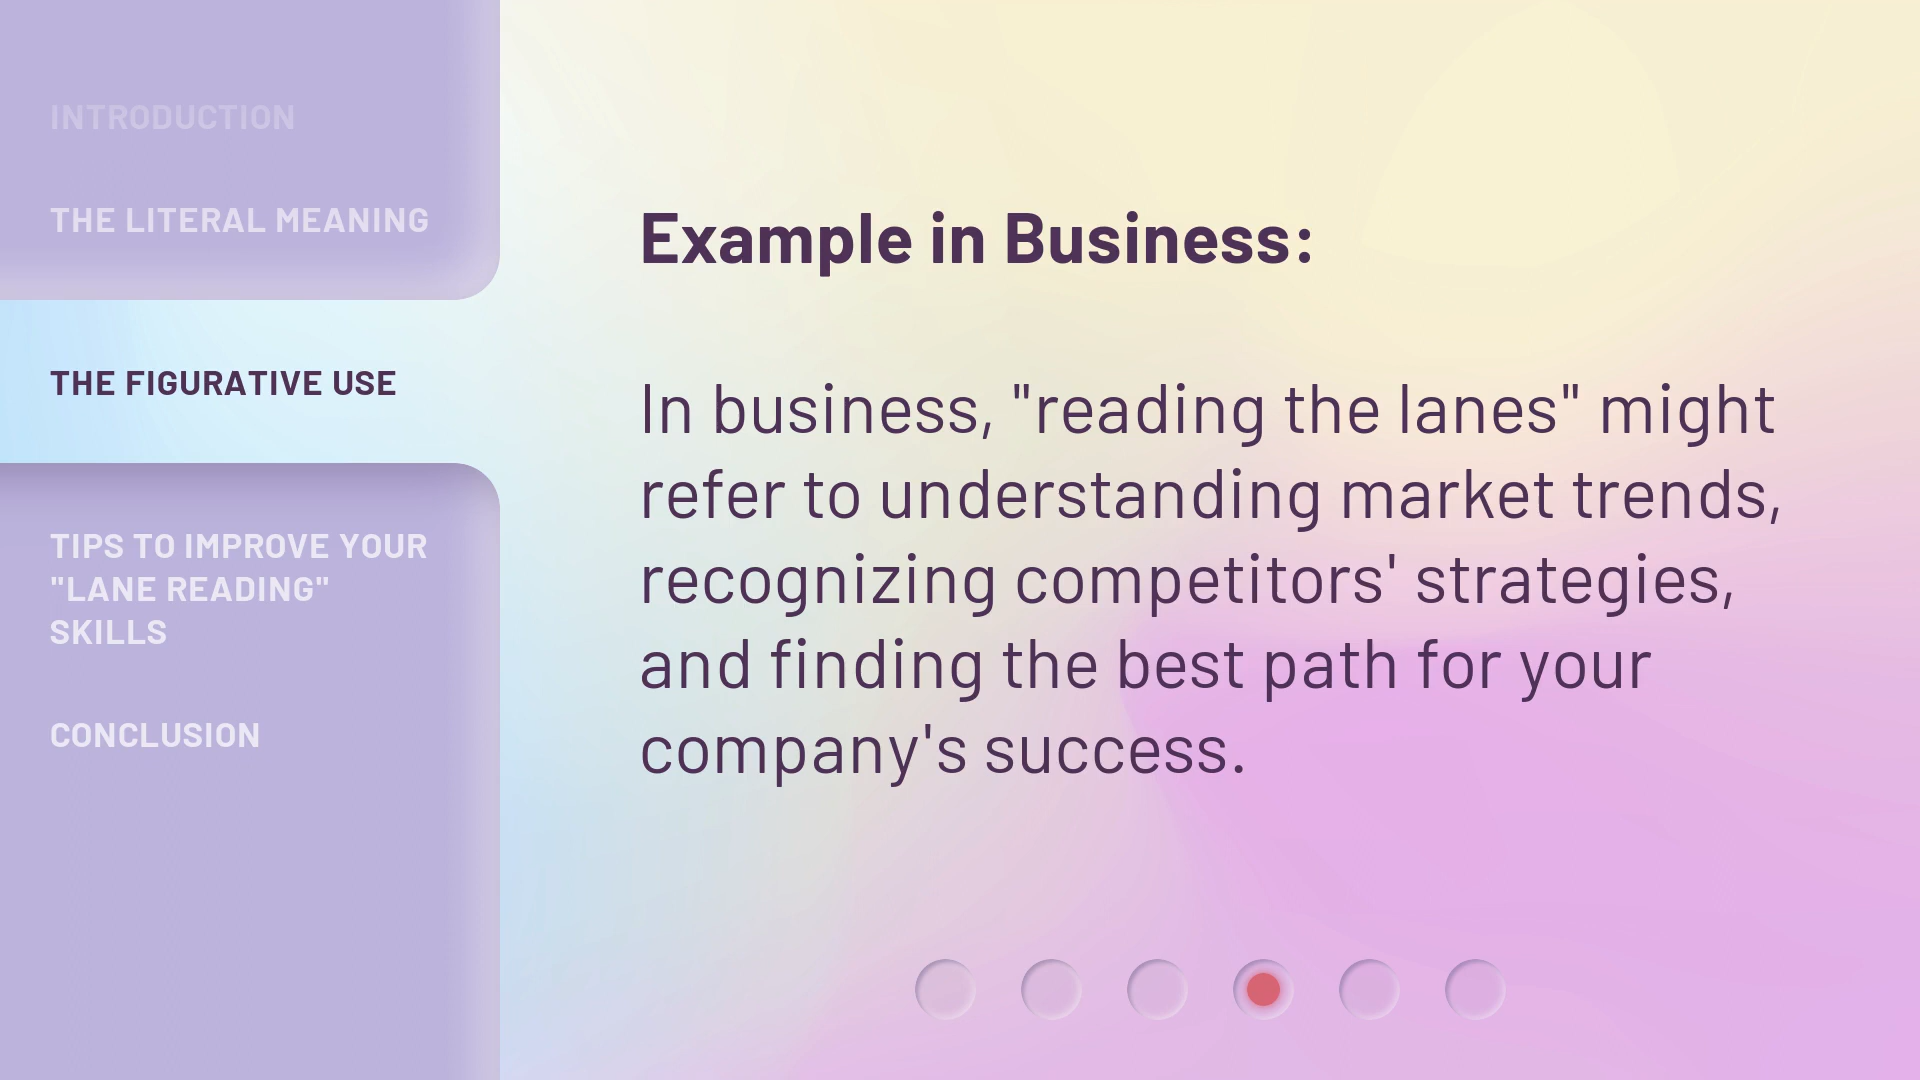 INTRODUCTION
THE LITERAL MEANING
THE FIGURATIVE USE
TIPS TO IMPROVE YOUR
"LANE READING"
SKILLS
CONCLUSION
Example in Business:
In business, "reading the lanes" might
refer to understanding market trends,
recognizing competitors' strategies,
and finding the best path for your
company's success.